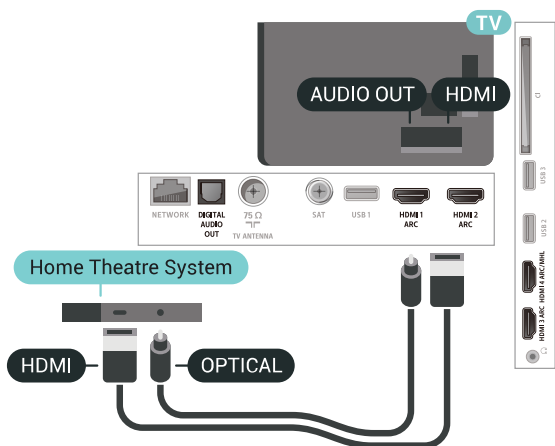 TV
AUDIO OUT
HDMI
CI
USB 3
USB 2
HDMI 4 ARC/MHL
HDMI 3 ARC
NETWORK
DIGITAL
AUDIO
OUT
75 Ω
TV ANTENNA
SAT
USB 1
HDMI 1
ARC
HDMI 2
ARC
Home Theatre System
HDMI
OPTICAL